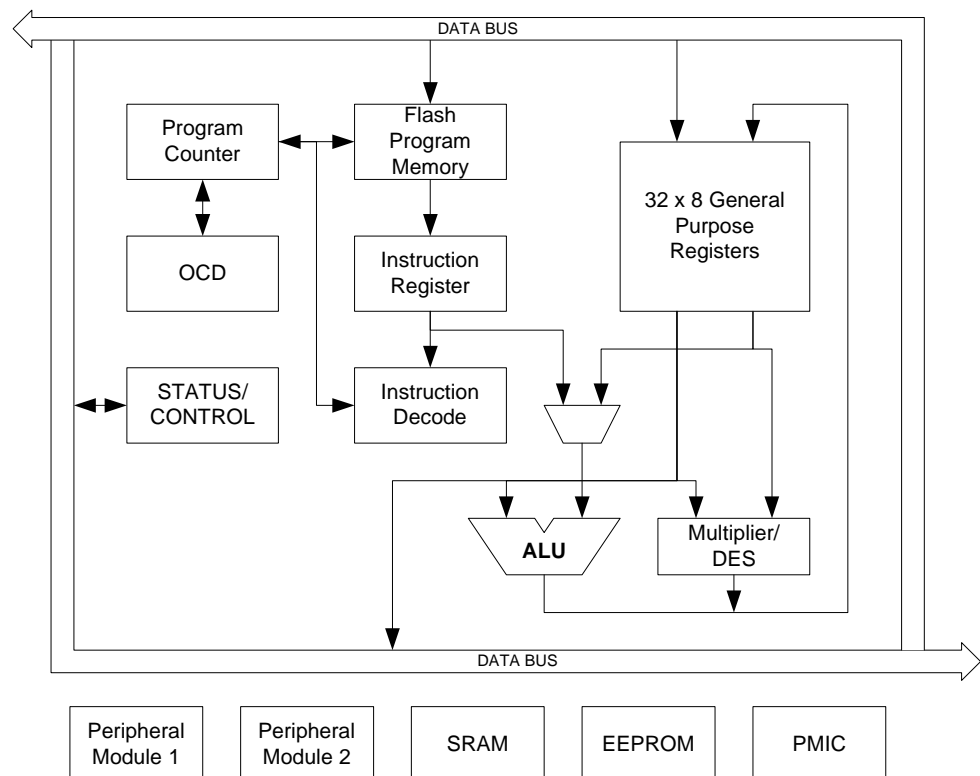 DATA BUS
Program
Counter
Flash
Program
Memory
32 x 8 General
Purpose
Registers
OCD
Instruction
Register
STATUS/
CONTROL
Instruction
Decode
ALU
Multiplier/
DES
DATA BUS
Peripheral
Module 1
Peripheral
Module 2
SRAM
EEPROM
PMIC